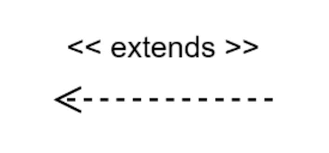 << extends >>